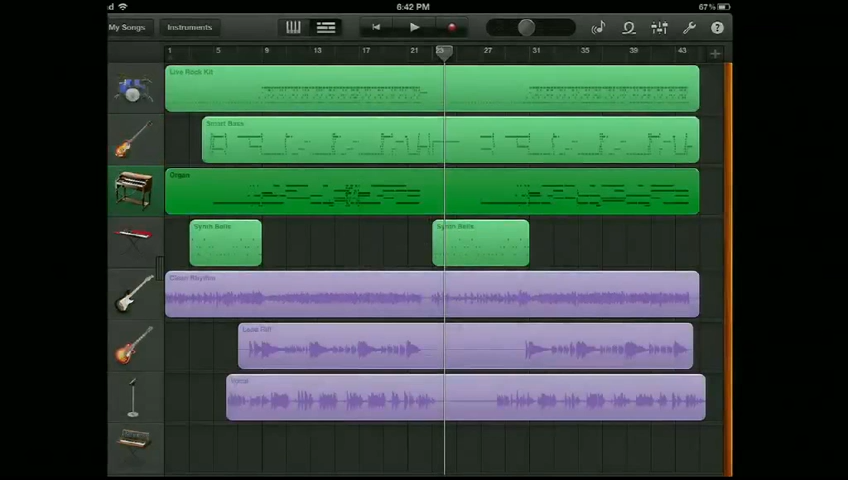 6:42 PM
67%
My Songs
Instruments
?
1 5 9 13 17 21 23 27 31 35 39 43
+
Live Rock Kit
Smart Bass
Organ
Synth Bells
Synth Bells
Clean Rhythm
Lead Riff
Vocal